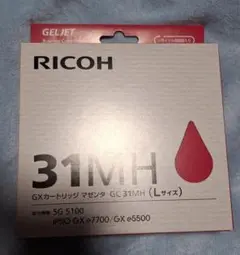 GELJET
RICOH
31MH
GXカートリッジ マゼンタ GC 31MH (Lサイズ)
SG 5100
IPSiO GX e7700/GX e5500